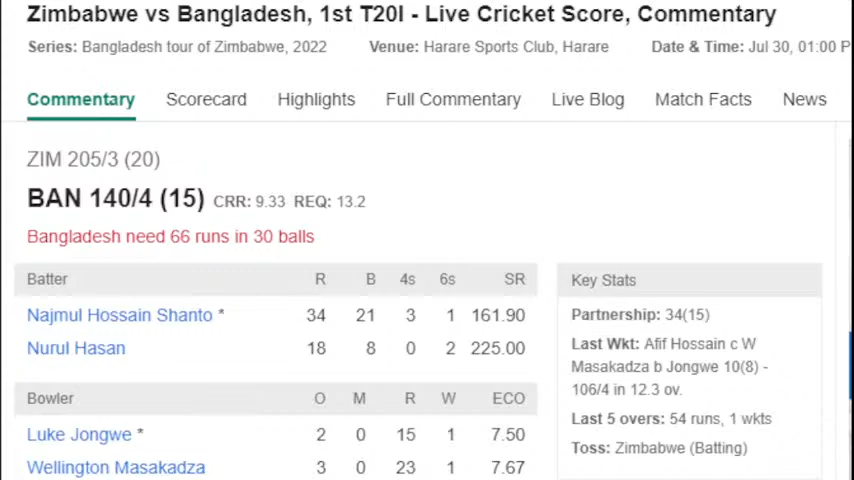 Zimbabwe vs Bangladesh, 1st T20I - Live Cricket Score, Commentary
Series: Bangladesh tour of Zimbabwe, 2022 Venue: Harare Sports Club, Harare Date & Time: Jul 30, 01:00 P
Commentary Scorecard Highlights Full Commentary Live Blog Match Facts News
ZIM 205/3 (20)
BAN 140/4 (15) CRR: 9.33 REQ: 13.2
Bangladesh need 66 runs in 30 balls
Batter R B 4s 6s SR
Najmul Hossain Shanto * 34 21 3 1 161.90
Nurul Hasan 18 8 0 2 225.00
Bowler O M R W ECO
Luke Jongwe * 2 0 15 1 7.50
Wellington Masakadza 3 0 23 1 7.67
Key Stats
Partnership: 34(15)
Last Wkt: Afif Hossain c W
Masakadza b Jongwe 10(8) -
106/4 in 12.3 ov.
Last 5 overs: 54 runs, 1 wkts
Toss: Zimbabwe (Batting)